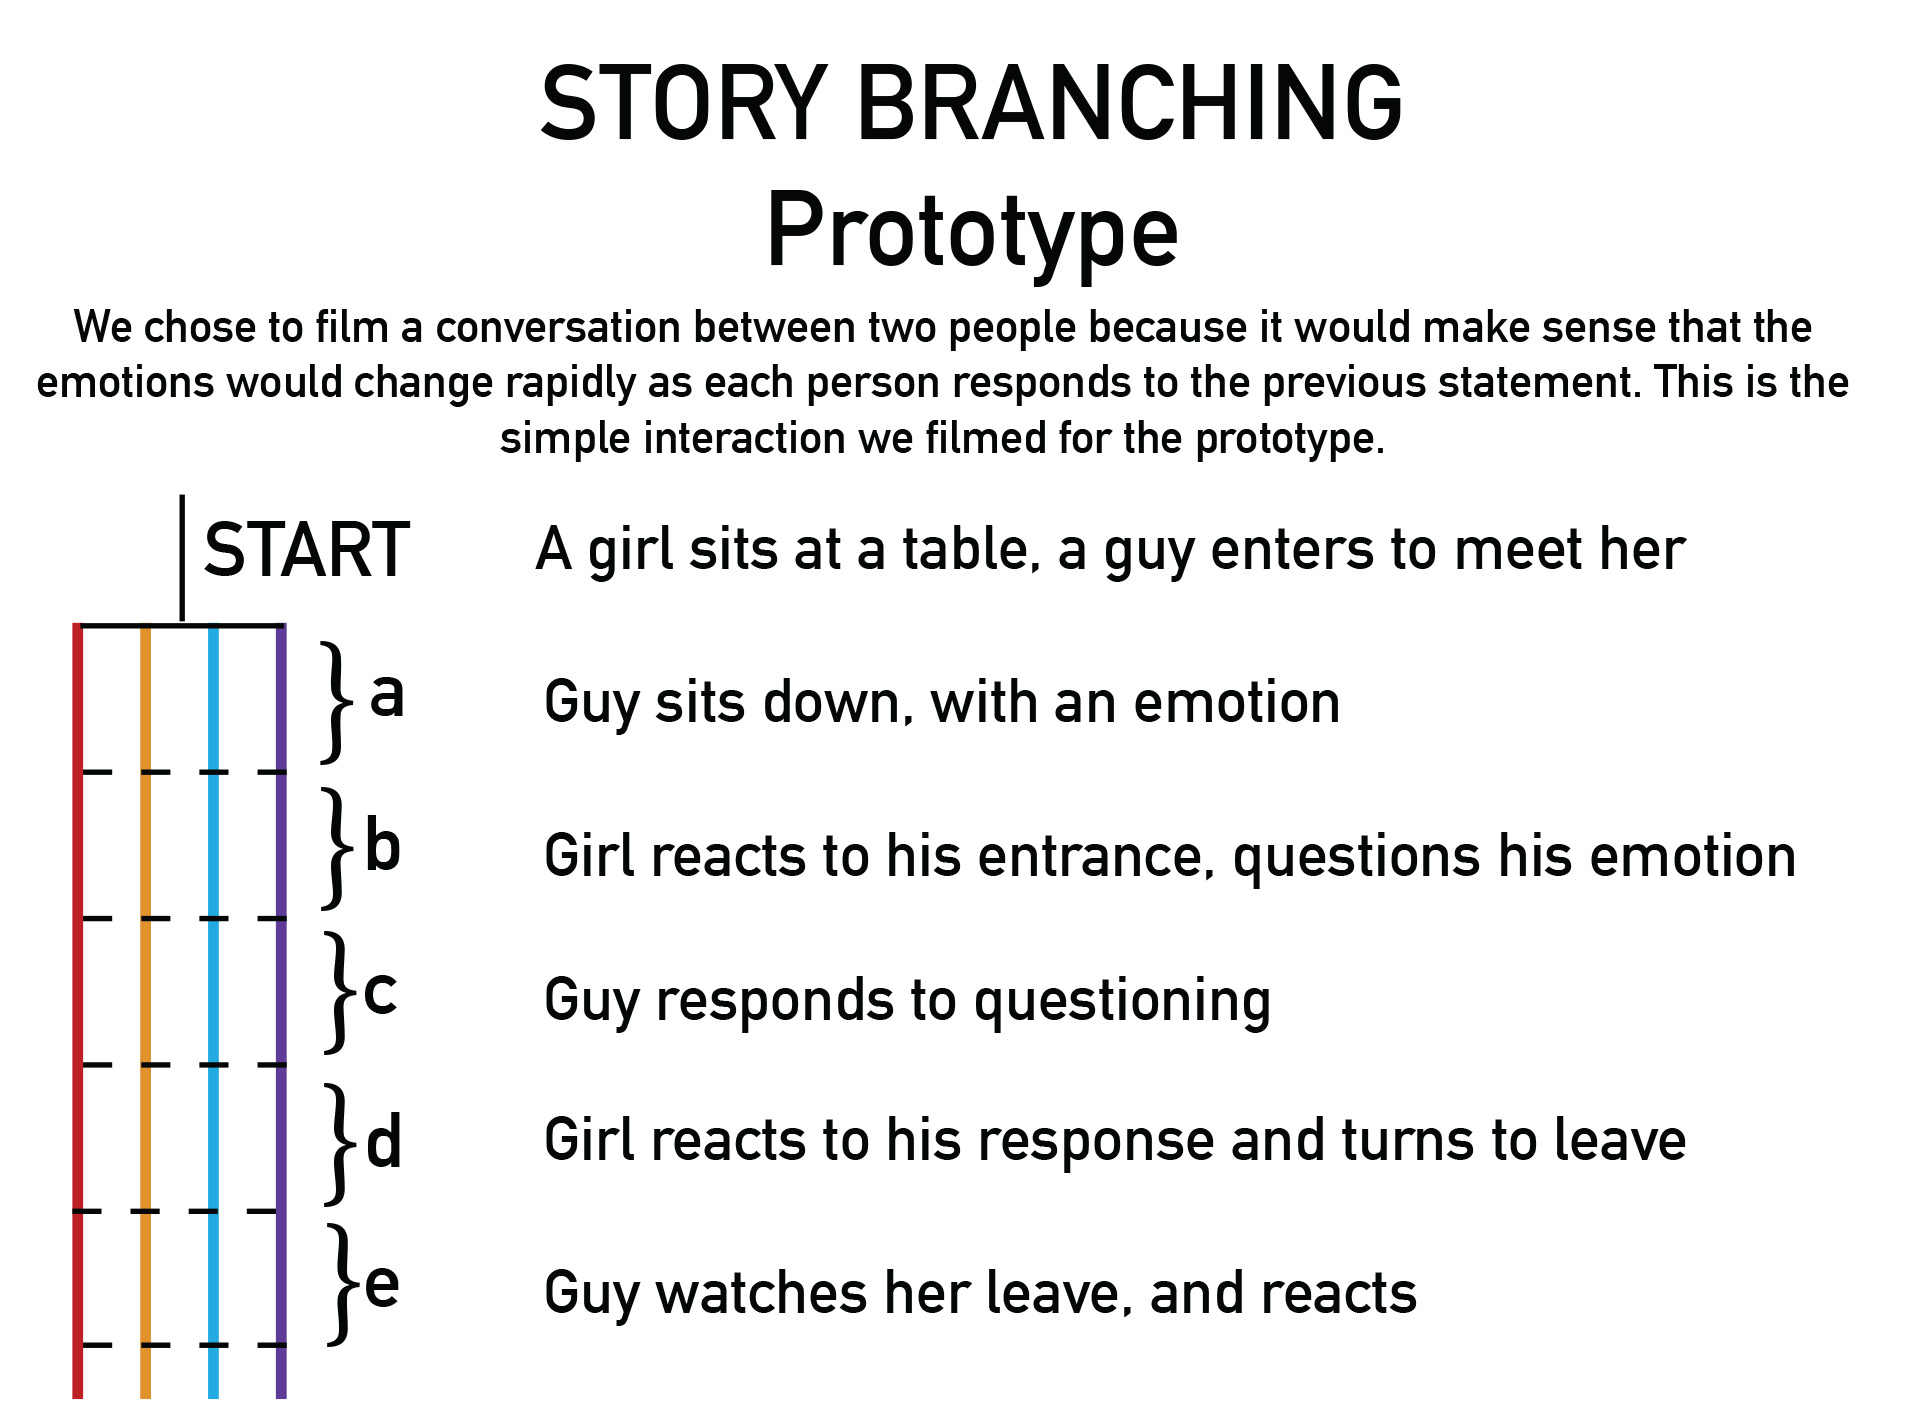 STORY BRANCHING
Prototype
We chose to film a conversation between two people because it would make sense that the
emotions would change rapidly as each person responds to the previous statement. This is the
simple interaction we filmed for the prototype.
START A girl sits at a table, a guy enters to meet her
a Guy sits down, with an emotion
b Girl reacts to his entrance, questions his emotion
c Guy responds to questioning
d Girl reacts to his response and turns to leave
e Guy watches her leave, and reacts